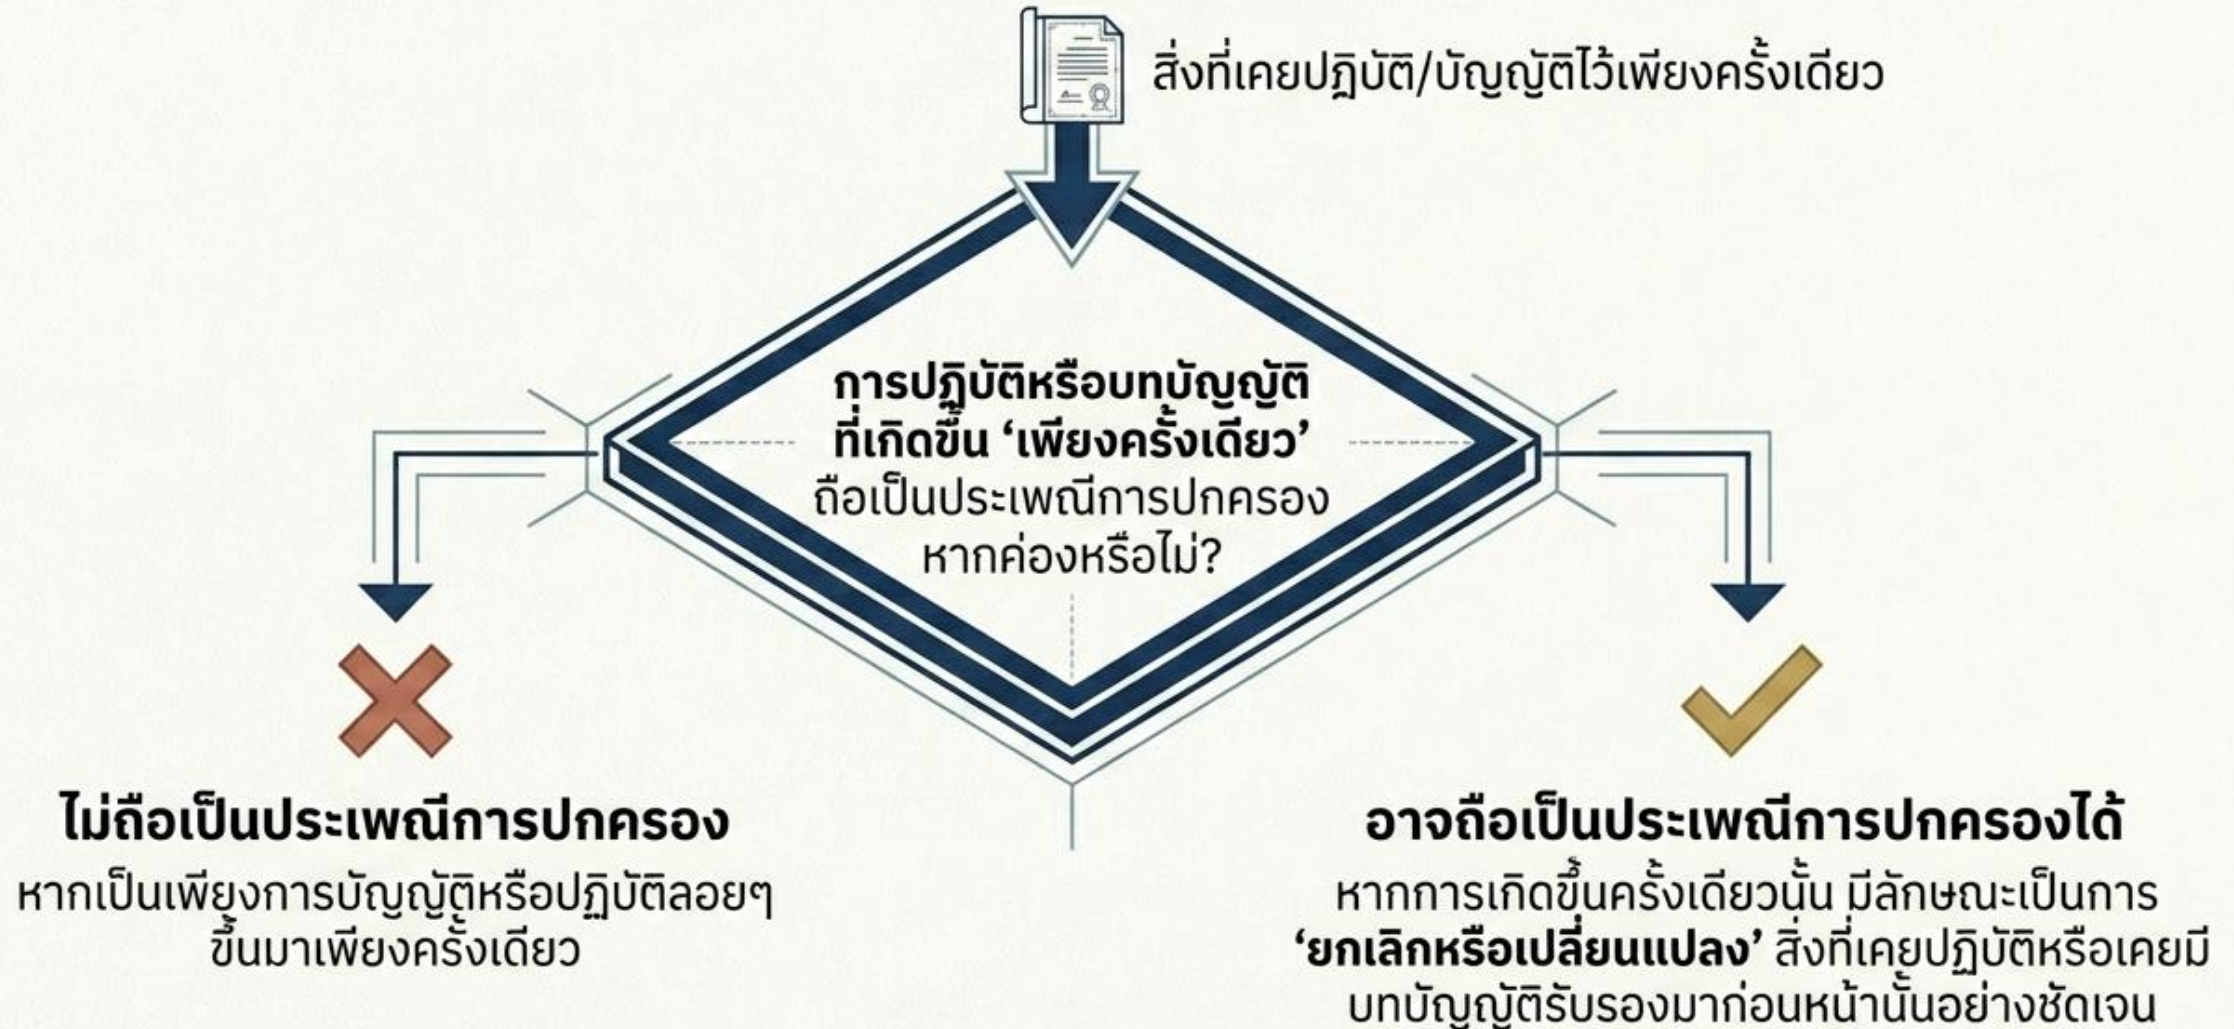 สิ่งที่เคยปฏิบัติ/บัญญัติไว้เพียงครั้งเดียว
การปฏิบัติหรือบทบัญญัติ
ที่เกิดขึ้น ‘เพียงครั้งเดียว’
ถือเป็นประเพณีการปกครอง
หากค่องหรือไม่?
ไม่ถือเป็นประเพณีการปกครอง
หากเป็นเพียงการบัญญัติหรือปฏิบัติลอยๆ
ขึ้นมาเพียงครั้งเดียว
อาจถือเป็นประเพณีการปกครองได้
หากการเกิดขึ้นครั้งเดียวนั้น มีลักษณะเป็นการ
‘ยกเลิกหรือเปลี่ยนแปลง’ สิ่งที่เคยปฏิบัติหรือเคยมี
บทบัญญัติรับรองมาก่อนหน้านั้นอย่างชัดเจน